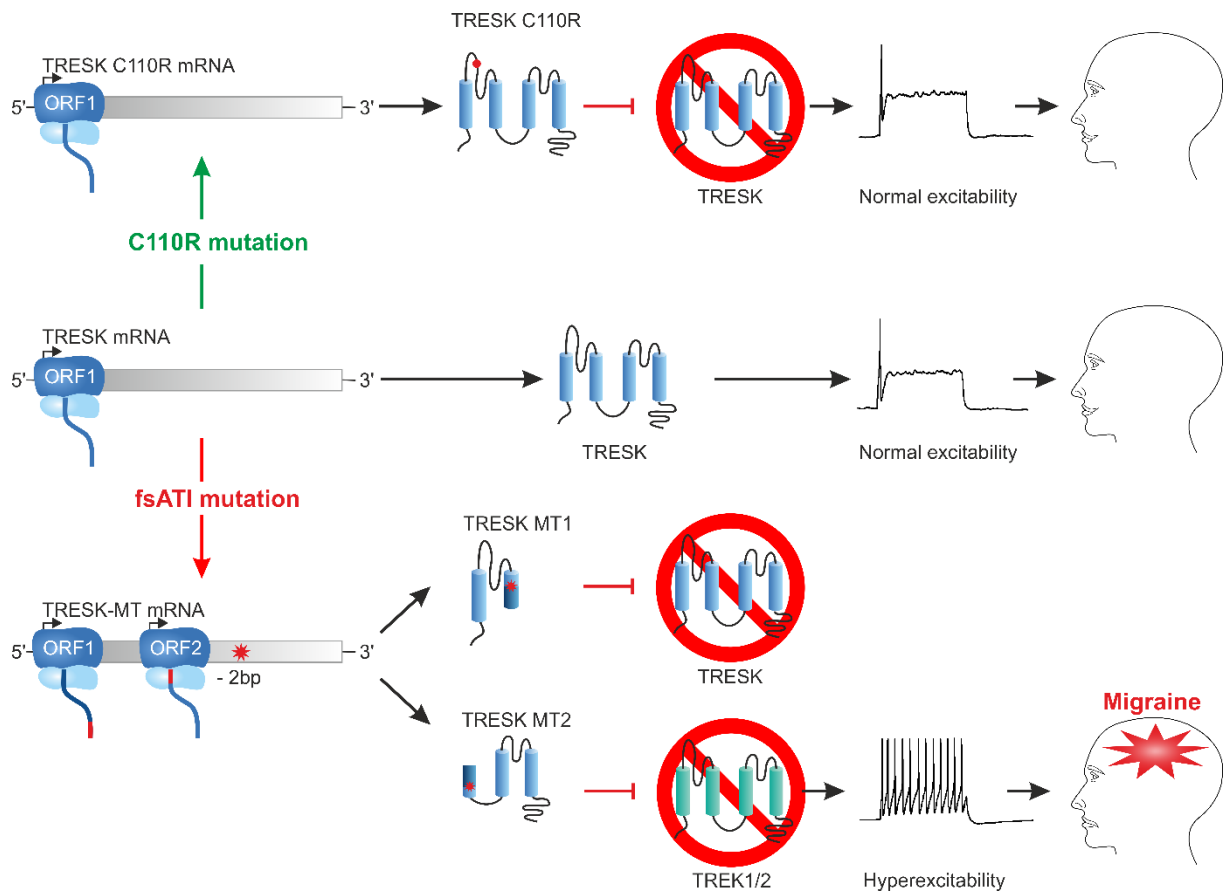 TRESK C110R
TRESK C110R mRNA
5'
ORF1
3'
TRESK
Normal excitability
C110R mutation
TRESK mRNA
5'
ORF1
3'
TRESK
Normal excitability
fsATI mutation
TRESK MT1
TRESK-MT mRNA
5'
ORF1
ORF2
3'
- 2bp
TRESK
TRESK MT2
Migraine
TREK1/2
Hyperexcitability